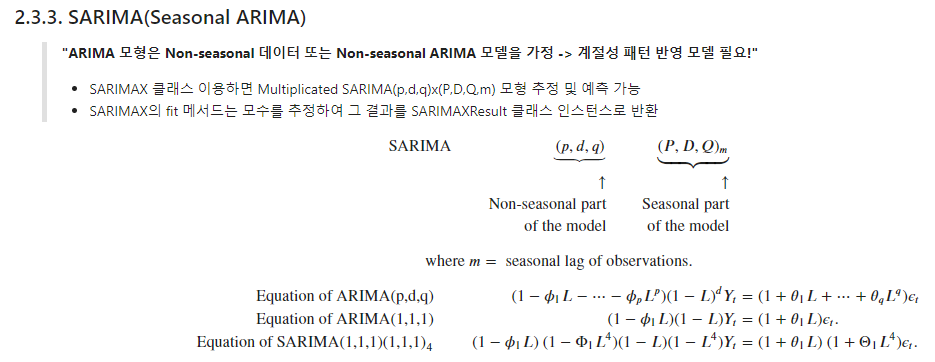 2.3.3. SARIMA(Seasonal ARIMA)
"ARIMA 모형은 Non-seasonal 데이터 또는 Non-seasonal ARIMA 모델을 가정 -> 계절성 패턴 반영 모델 필요!"
• SARIMAX 클래스 이용하면 Multiplicated SARIMA(p,d,q)x(P,D,Q,m) 모형 추정 및 예측 가능
• SARIMAX의 fit 메서드는 모수를 추정하여 그 결과를 SARIMAXResult 클래스 인스턴스로 반환
SARIMA (p, d, q) (P, D, Q)ₘ
↑ ↑
Non-seasonal part Seasonal part
of the model of the model
where m = seasonal lag of observations.
Equation of ARIMA(p,d,q) (1 − ϕ₁L − ⋯ − ϕₚLᵖ)(1 − L)ᵈYₜ = (1 + θ₁L + ⋯ + θqL^q)ϵₜ
Equation of ARIMA(1,1,1) (1 − ϕ₁L)(1 − L)Yₜ = (1 + θ₁L)ϵₜ.
Equation of SARIMA(1,1,1)(1,1,1)₄ (1 − ϕ₁L) (1 − Φ₁L⁴)(1 − L)(1 − L⁴)Yₜ = (1 + θ₁L) (1 + Θ₁L⁴)ϵₜ.